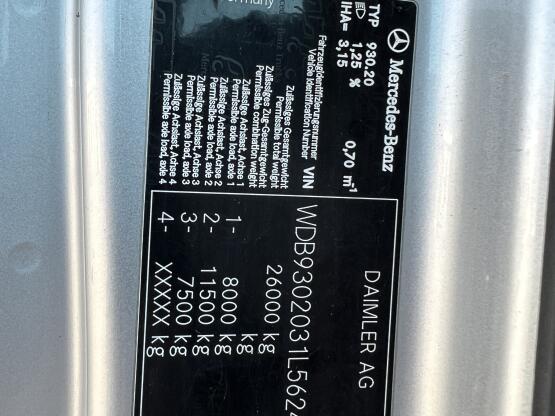 Mercedes-Benz
DAIMLER AG
TYP 930.20
1,25 % 0,70 m-1
IHA= 3,15
Fahrzeugidentifizierungsnummer
Vehicle Identification Number VIN WDB9302031L5624
Zulässiges Gesamtgewicht
Permissible total weight 26000 kg
Zulässiges Zug-Gesamtgewicht
Permissible combination weight
Zulässige Achslast, Achse 1
Permissible axle load, axle 1 1- 8000 kg
Zulässige Achslast, Achse 2
Permissible axle load, axle 2 2- 11500 kg
Zulässige Achslast, Achse 3
Permissible axle load, axle 3 3- 7500 kg
Zulässige Achslast, Achse 4
Permissible axle load, axle 4 4- XXXXX kg